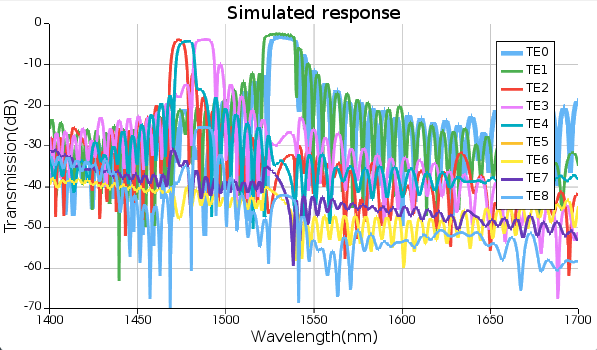 Simulated response
0
-10
-20
-30
-40
-50
-60
-70
Transmission(dB)
1400
1450
1500
1550
1600
1650
1700
Wavelength(nm)
TE0
TE1
TE2
TE3
TE4
TE5
TE6
TE7
TE8